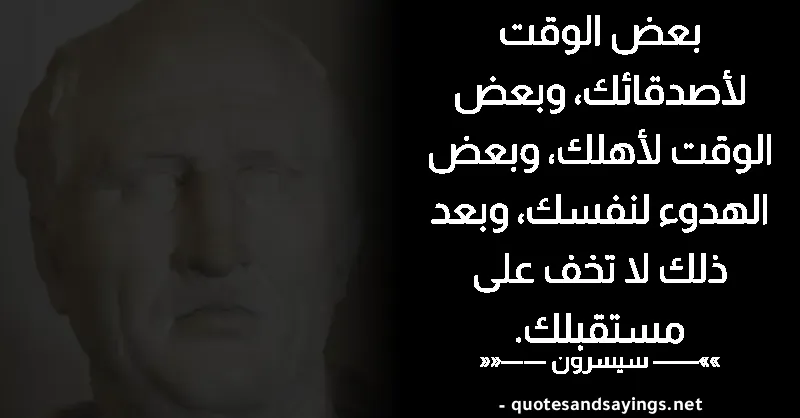 بعض الوقت
لأصدقائك، وبعض
الوقت لأهلك، وبعض
الهدوء لنفسك، وبعد
ذلك لا تخف على
مستقبلك.
««—— سيسرون ——»»
- quotesandsayings.net